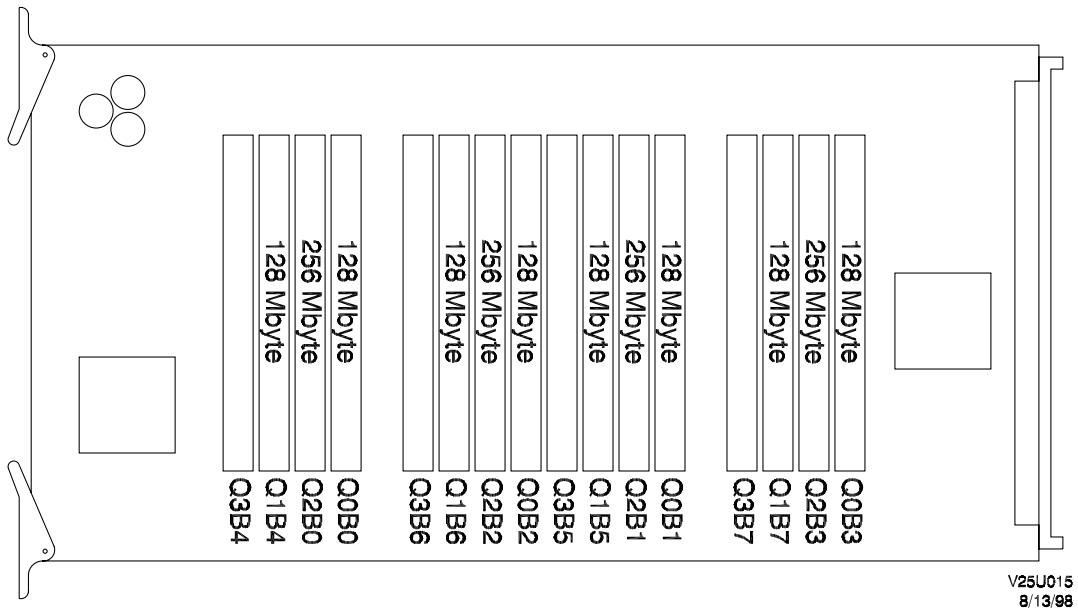 128 Mbyte
256 Mbyte
128 Mbyte
128 Mbyte
256 Mbyte
128 Mbyte
128 Mbyte
256 Mbyte
128 Mbyte
128 Mbyte
256 Mbyte
128 Mbyte
Q3B4
Q1B4
Q2B0
Q0B0
Q3B6
Q1B6
Q2B2
Q0B2
Q3B5
Q1B5
Q2B1
Q0B1
Q3B7
Q1B7
Q2B3
Q0B3
V25U015
8/13/98